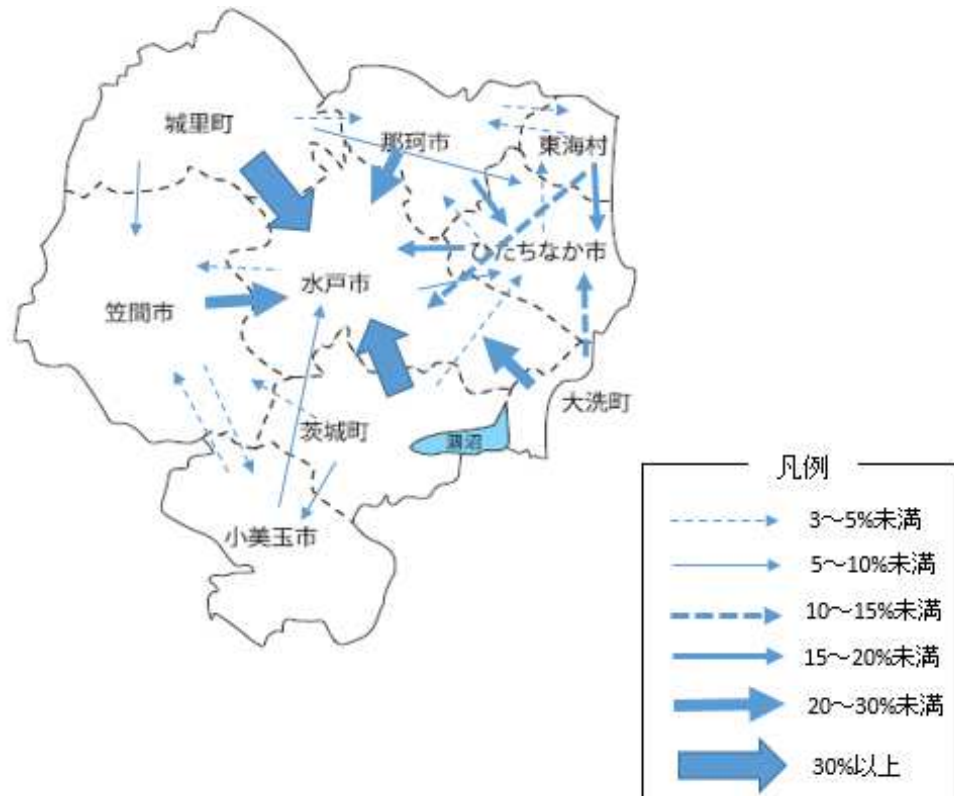 城里町
那珂市
東海村
ひたちなか市
水戸市
笠間市
大洗町
茨城町
涸沼
小美玉市
凡例
3～5%未満
5～10%未満
10～15%未満
15～20%未満
20～30%未満
30%以上